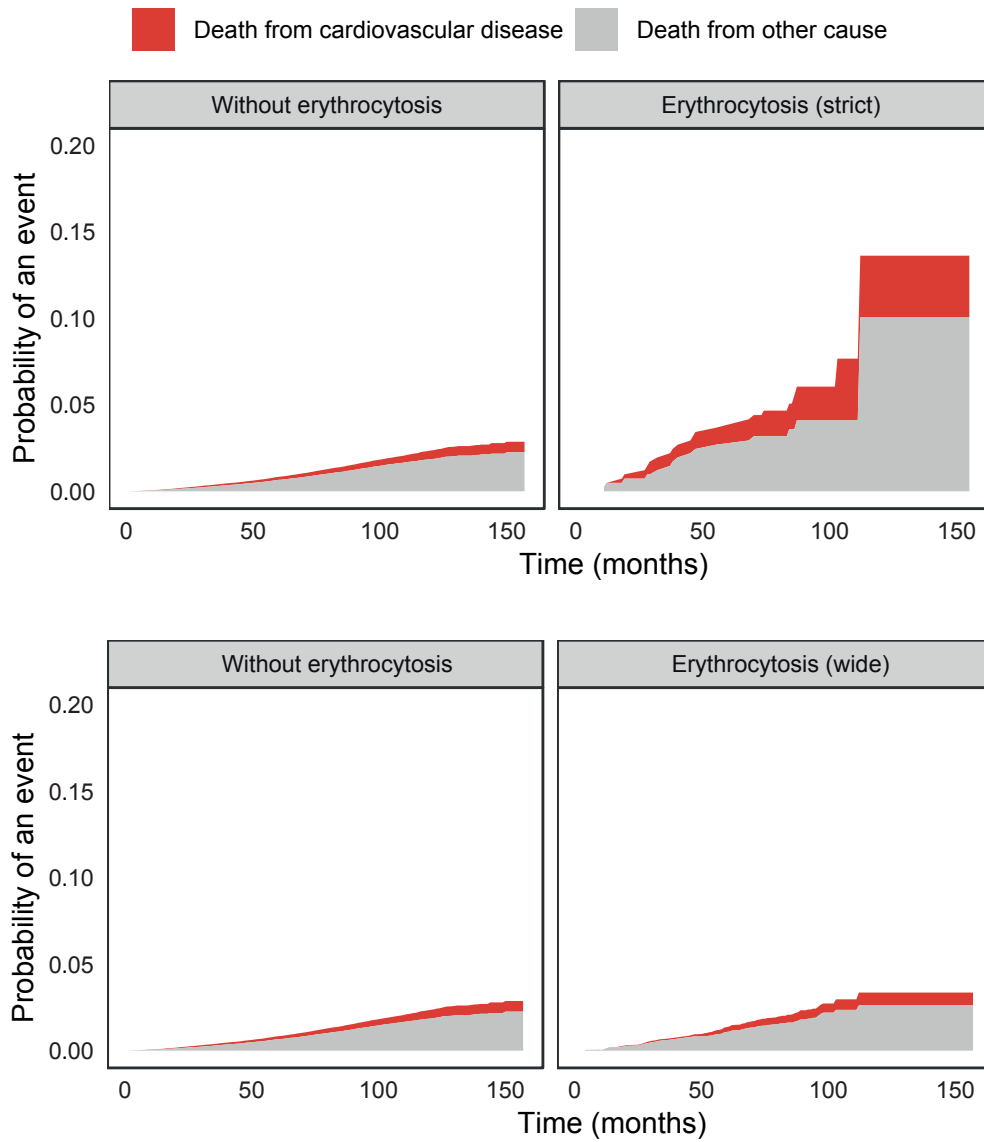 Death from cardiovascular disease Death from other cause
Without erythrocytosis Erythrocytosis (strict)
Probability of an event
0.20
0.15
0.10
0.05
0.00
0 50 100 150 0 50 100 150
Time (months)
Without erythrocytosis Erythrocytosis (wide)
Probability of an event
0.20
0.15
0.10
0.05
0.00
0 50 100 150 0 50 100 150
Time (months)